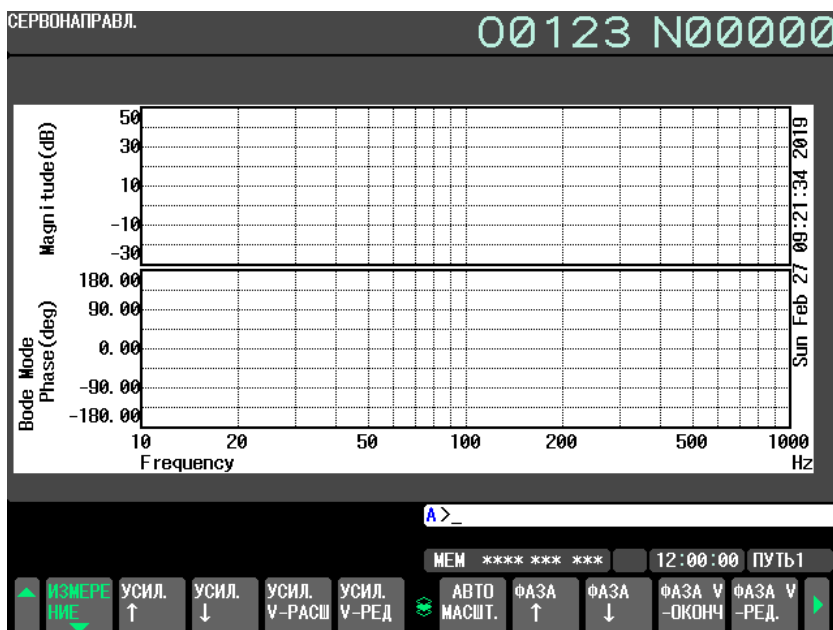 СЕРВОНАПРАВЛ.
O0123 N00000
50
30
10
-10
-30
Magnitude(dB)
180.00
90.00
0.00
-90.00
-180.00
Bode Mode
Phase(deg)
10 20 50 100 200 500 1000
Frequency Hz
Sun Feb 27 09:21:34 2019
A>_
MEM **** *** *** 12:00:00 ПУТЬ1
ИЗМЕРЕ УСИЛ. УСИЛ. УСИЛ. УСИЛ. АВТО ФАЗА ФАЗА ФАЗА V ФАЗА V
НИЕ ↑ ↓ V-РАСШ V-РЕД МАСШТ. ↑ ↓ -ОКОНЧ -РЕД.